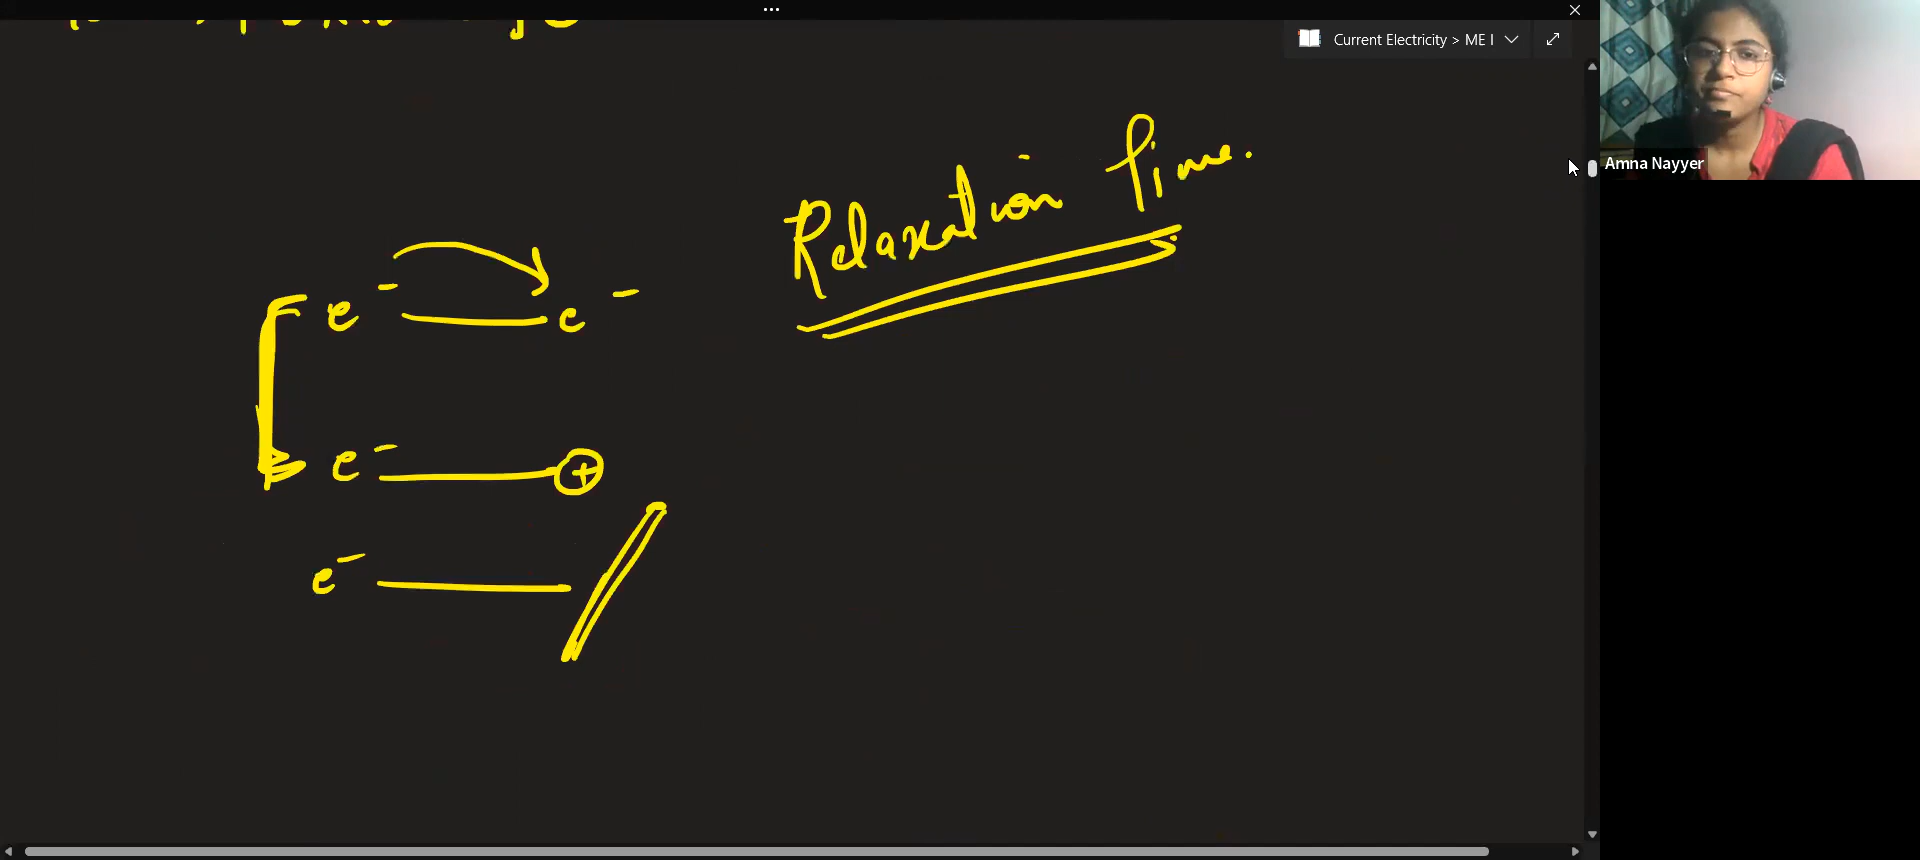 Current Electricity > ME I
Amna Nayyer
Relaxation Time.
e⁻ e⁻
e⁻ +
e⁻